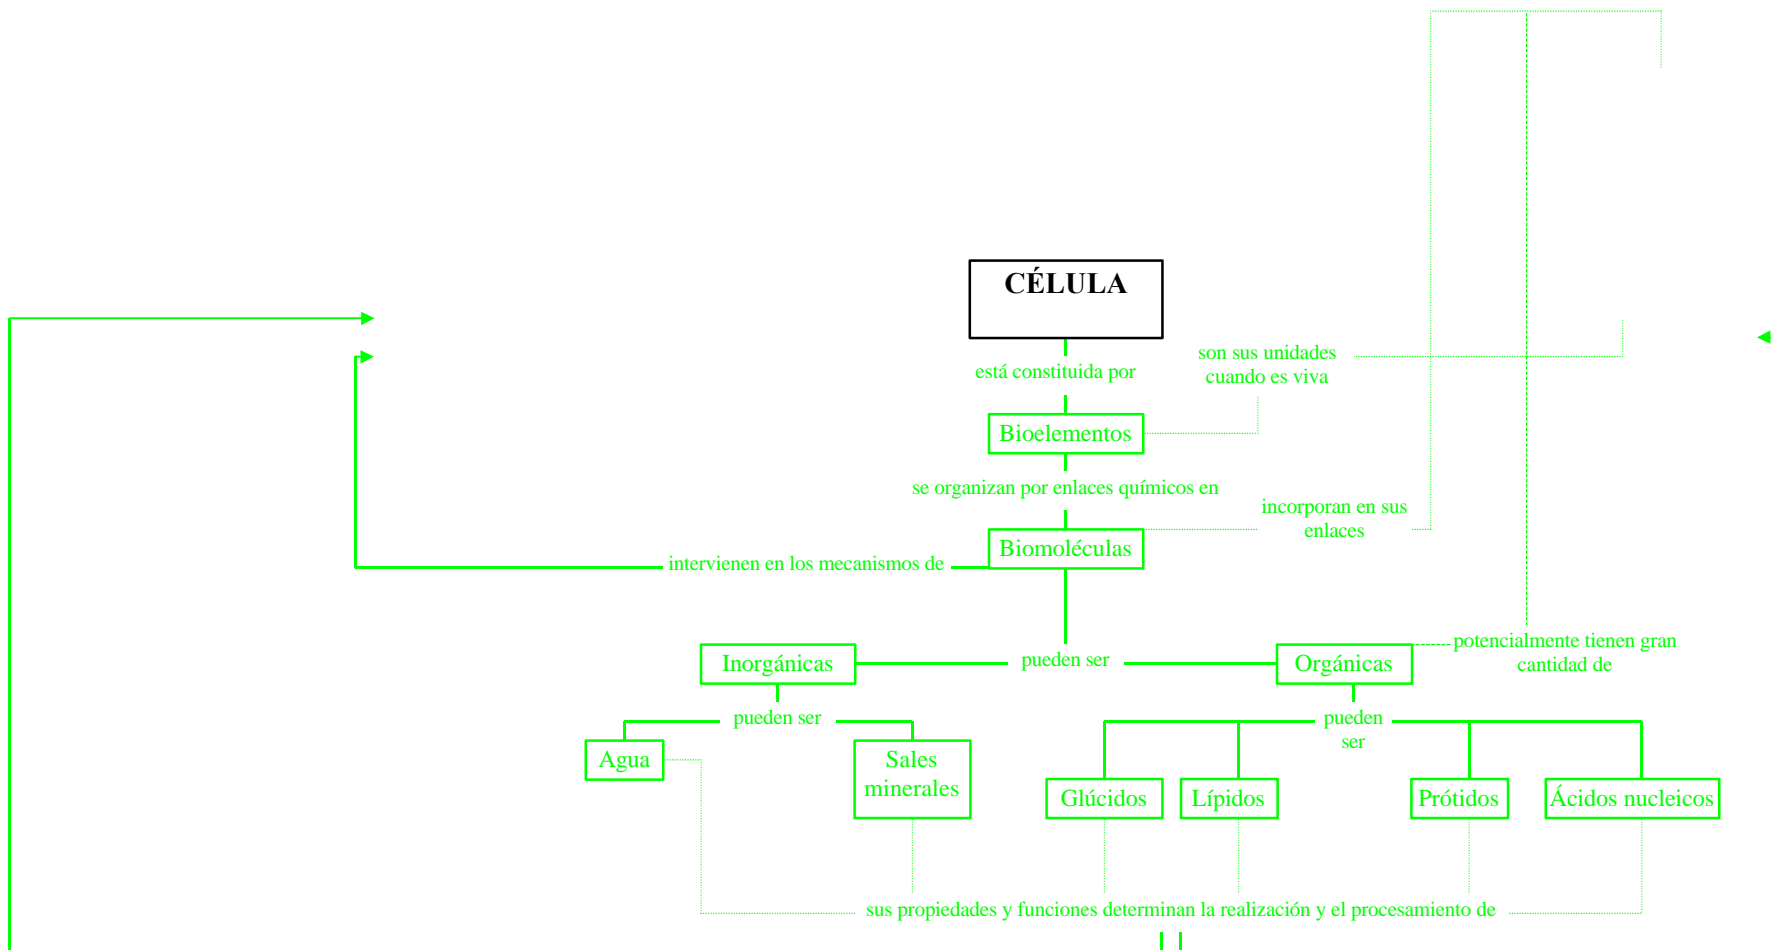 CÉLULA
son sus unidades
cuando es viva
está constituida por
Bioelementos
se organizan por enlaces químicos en
incorporan en sus
enlaces
Biomoléculas
intervienen en los mecanismos de
Inorgánicas
pueden ser
Orgánicas
potencialmente tienen gran
cantidad de
pueden ser
pueden
ser
Agua
Sales
minerales
Glúcidos
Lípidos
Prótidos
Ácidos nucleicos
sus propiedades y funciones determinan la realización y el procesamiento de